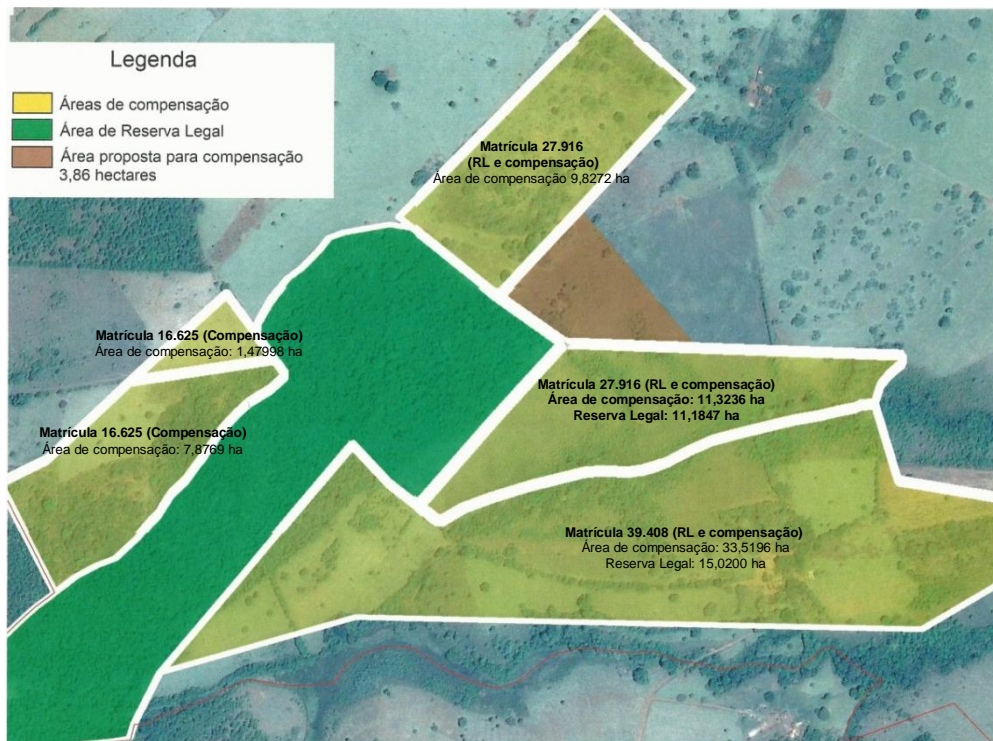 Legenda
Áreas de compensação
Área de Reserva Legal
Área proposta para compensação
3,86 hectares
Matrícula 27.916
(RL e compensação)
Área de compensação 9,8272 ha
Matrícula 16.625 (Compensação)
Área de compensação: 1,47998 ha
Matrícula 27.916 (RL e compensação)
Área de compensação: 11,3236 ha
Reserva Legal: 11,1847 ha
Matrícula 16.625 (Compensação)
Área de compensação: 7,8769 ha
Matrícula 39.408 (RL e compensação)
Área de compensação: 33,5196 ha
Reserva Legal: 15,0200 ha